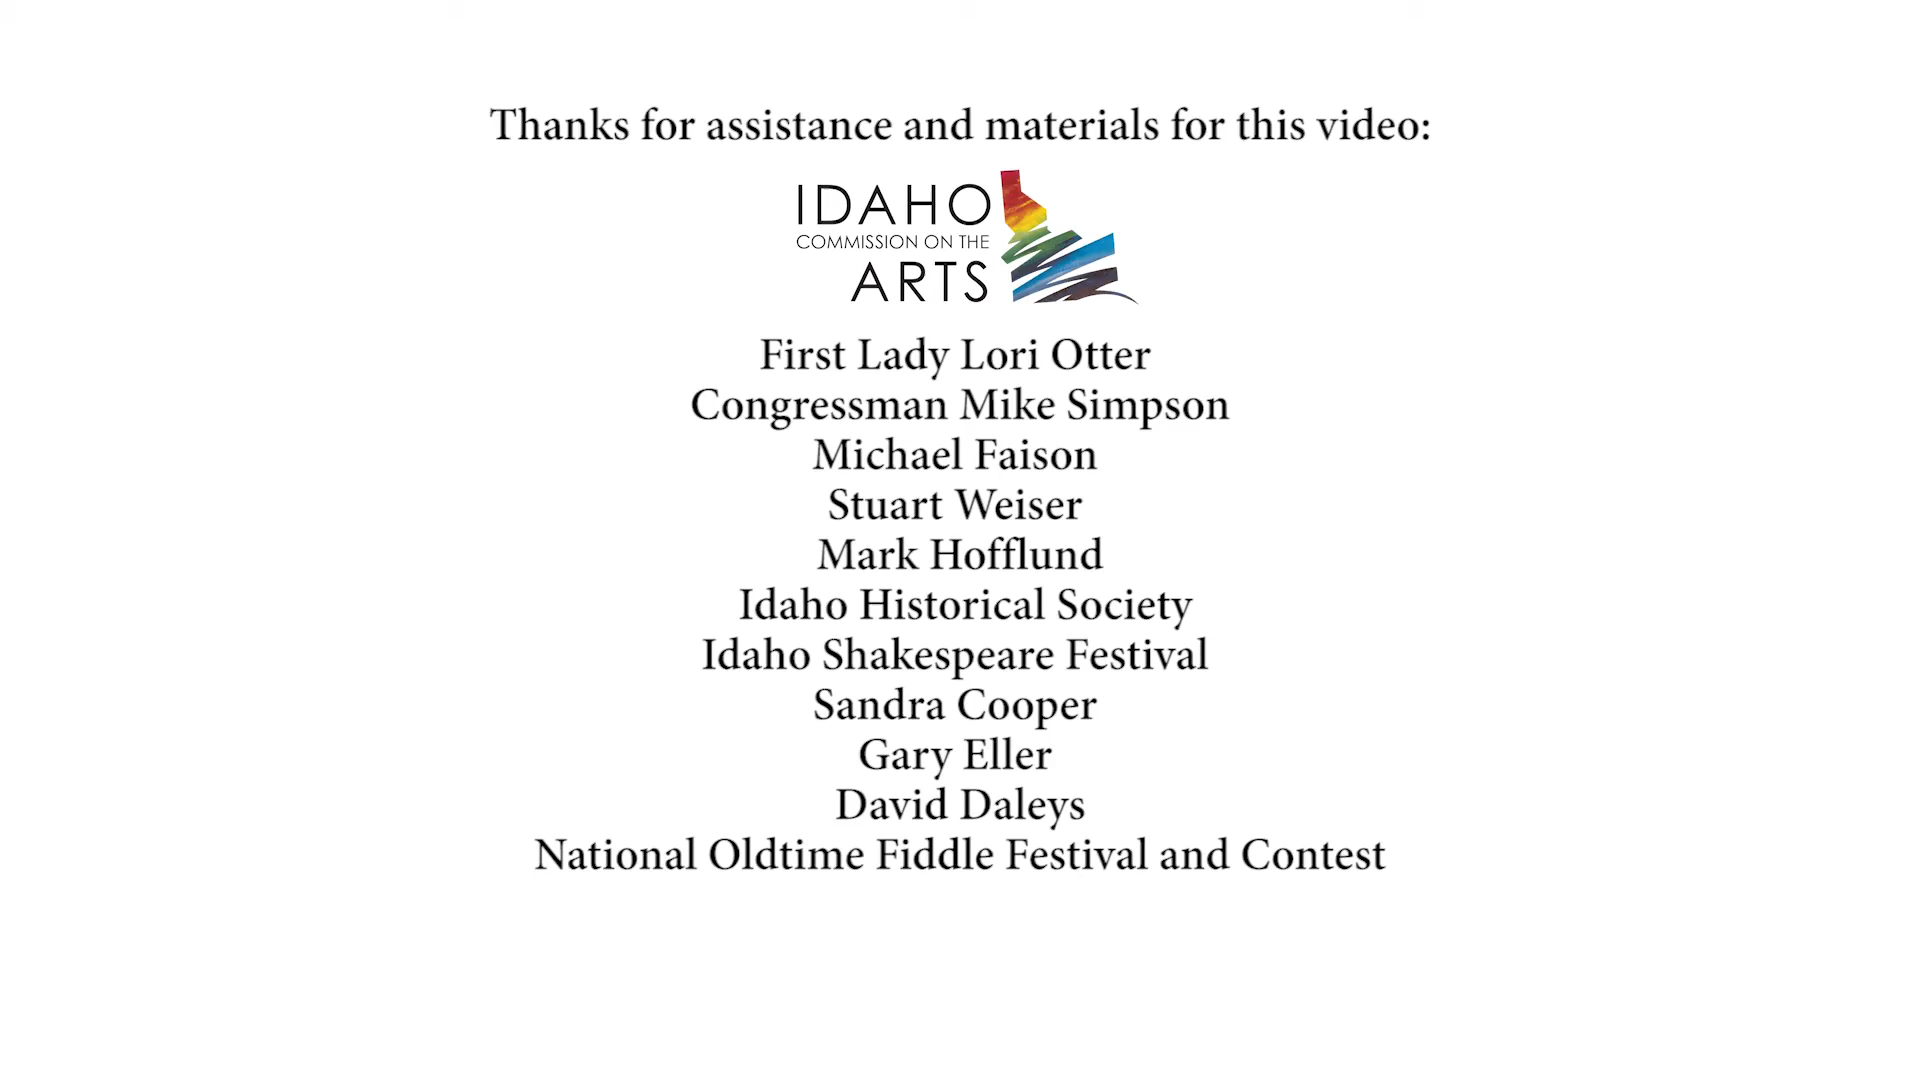 Thanks for assistance and materials for this video:
IDAHO
COMMISSION ON THE
ARTS
First Lady Lori Otter
Congressman Mike Simpson
Michael Faison
Stuart Weiser
Mark Hofflund
Idaho Historical Society
Idaho Shakespeare Festival
Sandra Cooper
Gary Eller
David Daleys
National Oldtime Fiddle Festival and Contest